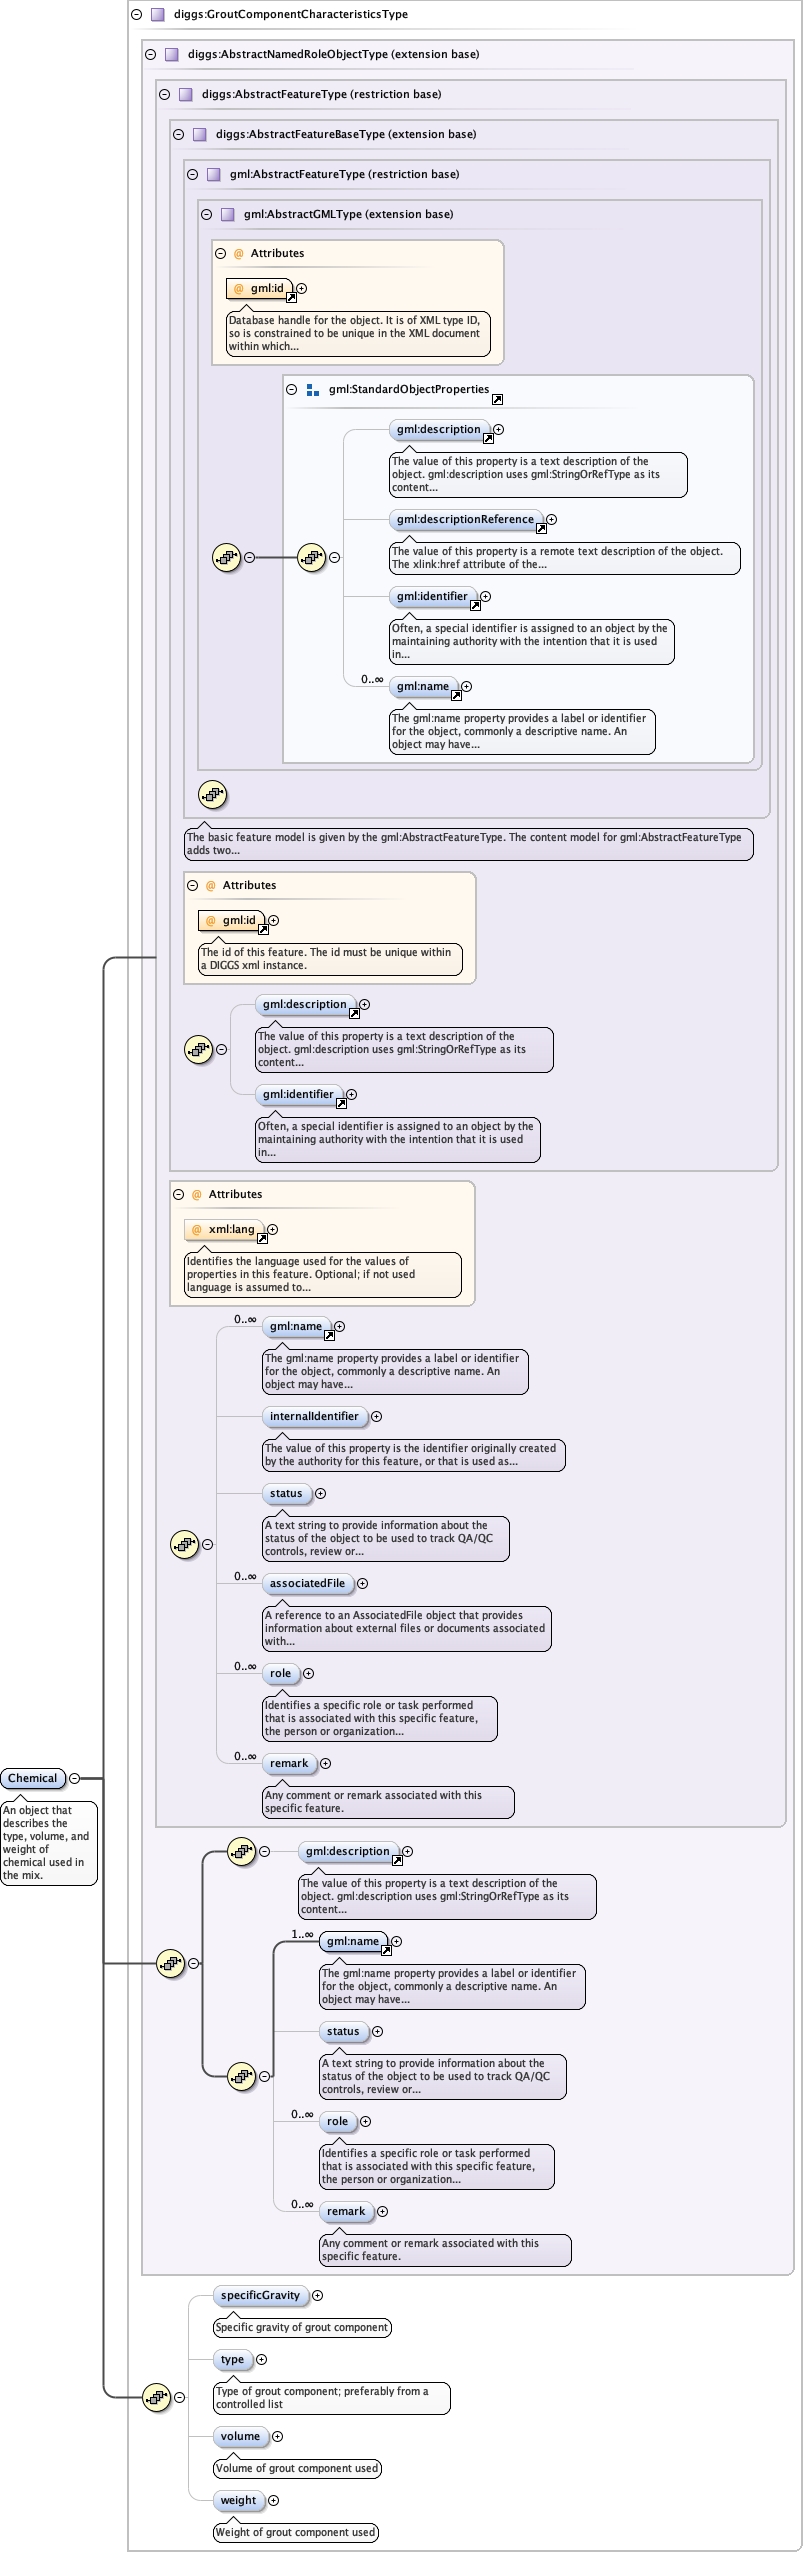 diggs:GroutComponentCharacteristicsType
diggs:AbstractNamedRoleObjectType (extension base)
diggs:AbstractFeatureType (restriction base)
diggs:AbstractFeatureBaseType (extension base)
gml:AbstractFeatureType (restriction base)
gml:AbstractGMLType (extension base)
@ Attributes
@ gml:id
Database handle for the object. It is of XML type ID,
so is constrained to be unique in the XML document
within which...
gml:StandardObjectProperties
gml:description
The value of this property is a text description of the
object. gml:description uses gml:StringOrRefType as its
content...
gml:descriptionReference
The value of this property is a remote text description of the object.
The xlink:href attribute of the...
gml:identifier
Often, a special identifier is assigned to an object by the
maintaining authority with the intention that it is used
in...
0..∞
gml:name
The gml:name property provides a label or identifier
for the object, commonly a descriptive name. An
object may have...
The basic feature model is given by the gml:AbstractFeatureType. The content model for gml:AbstractFeatureType
adds two...
@ Attributes
@ gml:id
The id of this feature. The id must be unique within
a DIGGS xml instance.
gml:description
The value of this property is a text description of the
object. gml:description uses gml:StringOrRefType as its
content...
gml:identifier
Often, a special identifier is assigned to an object by the
maintaining authority with the intention that it is used
in...
@ Attributes
@ xml:lang
Identifies the language used for the values of
properties in this feature. Optional; if not used
language is assumed to...
0..∞
gml:name
The gml:name property provides a label or identifier
for the object, commonly a descriptive name. An
object may have...
internalIdentifier
The value of this property is the identifier originally created
by the authority for this feature, or that is used as...
status
A text string to provide information about the
status of the object to be used to track QA/QC
controls, review or...
0..∞
associatedFile
A reference to an AssociatedFile object that provides
information about external files or documents associated
with...
0..∞
role
Identifies a specific role or task performed
that is associated with this specific feature,
the person or organization...
0..∞
remark
Any comment or remark associated with this
specific feature.
Chemical
An object that
describes the
type, volume, and
weight of
chemical used in
the mix.
gml:description
The value of this property is a text description of the
object. gml:description uses gml:StringOrRefType as its
content...
1..∞
gml:name
The gml:name property provides a label or identifier
for the object, commonly a descriptive name. An
object may have...
status
A text string to provide information about the
status of the object to be used to track QA/QC
controls, review or...
0..∞
role
Identifies a specific role or task performed
that is associated with this specific feature,
the person or organization...
0..∞
remark
Any comment or remark associated with this
specific feature.
specificGravity
Specific gravity of grout component
type
Type of grout component; preferably from a
controlled list
volume
Volume of grout component used
weight
Weight of grout component used